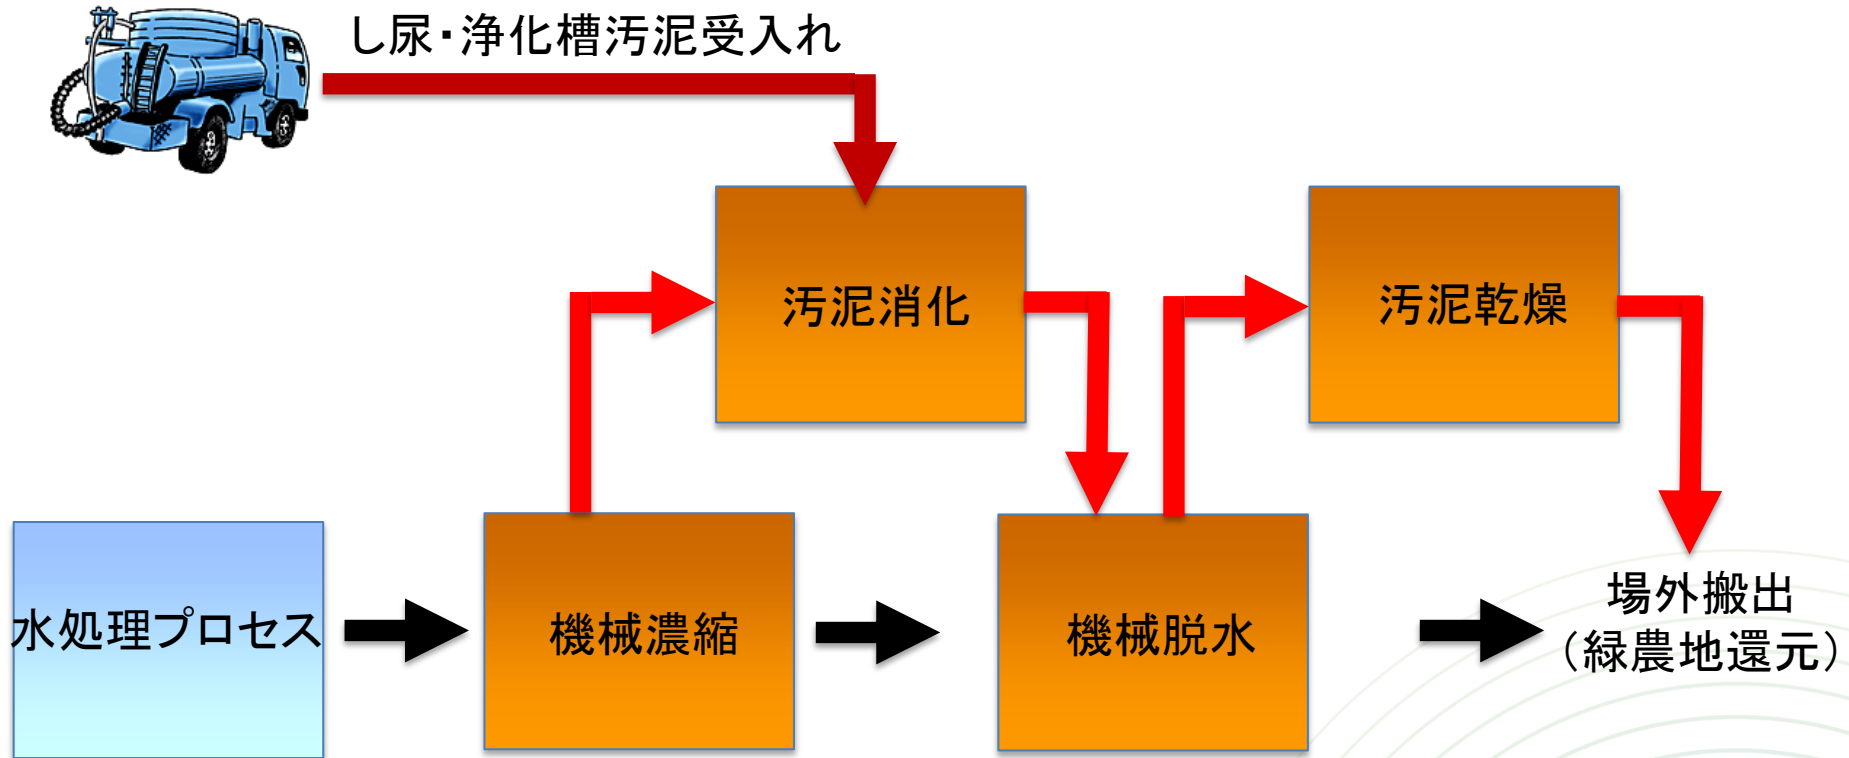 し尿・浄化槽汚泥受入れ
汚泥消化
汚泥乾燥
水処理プロセス
機械濃縮
機械脱水
場外搬出
（緑農地還元）